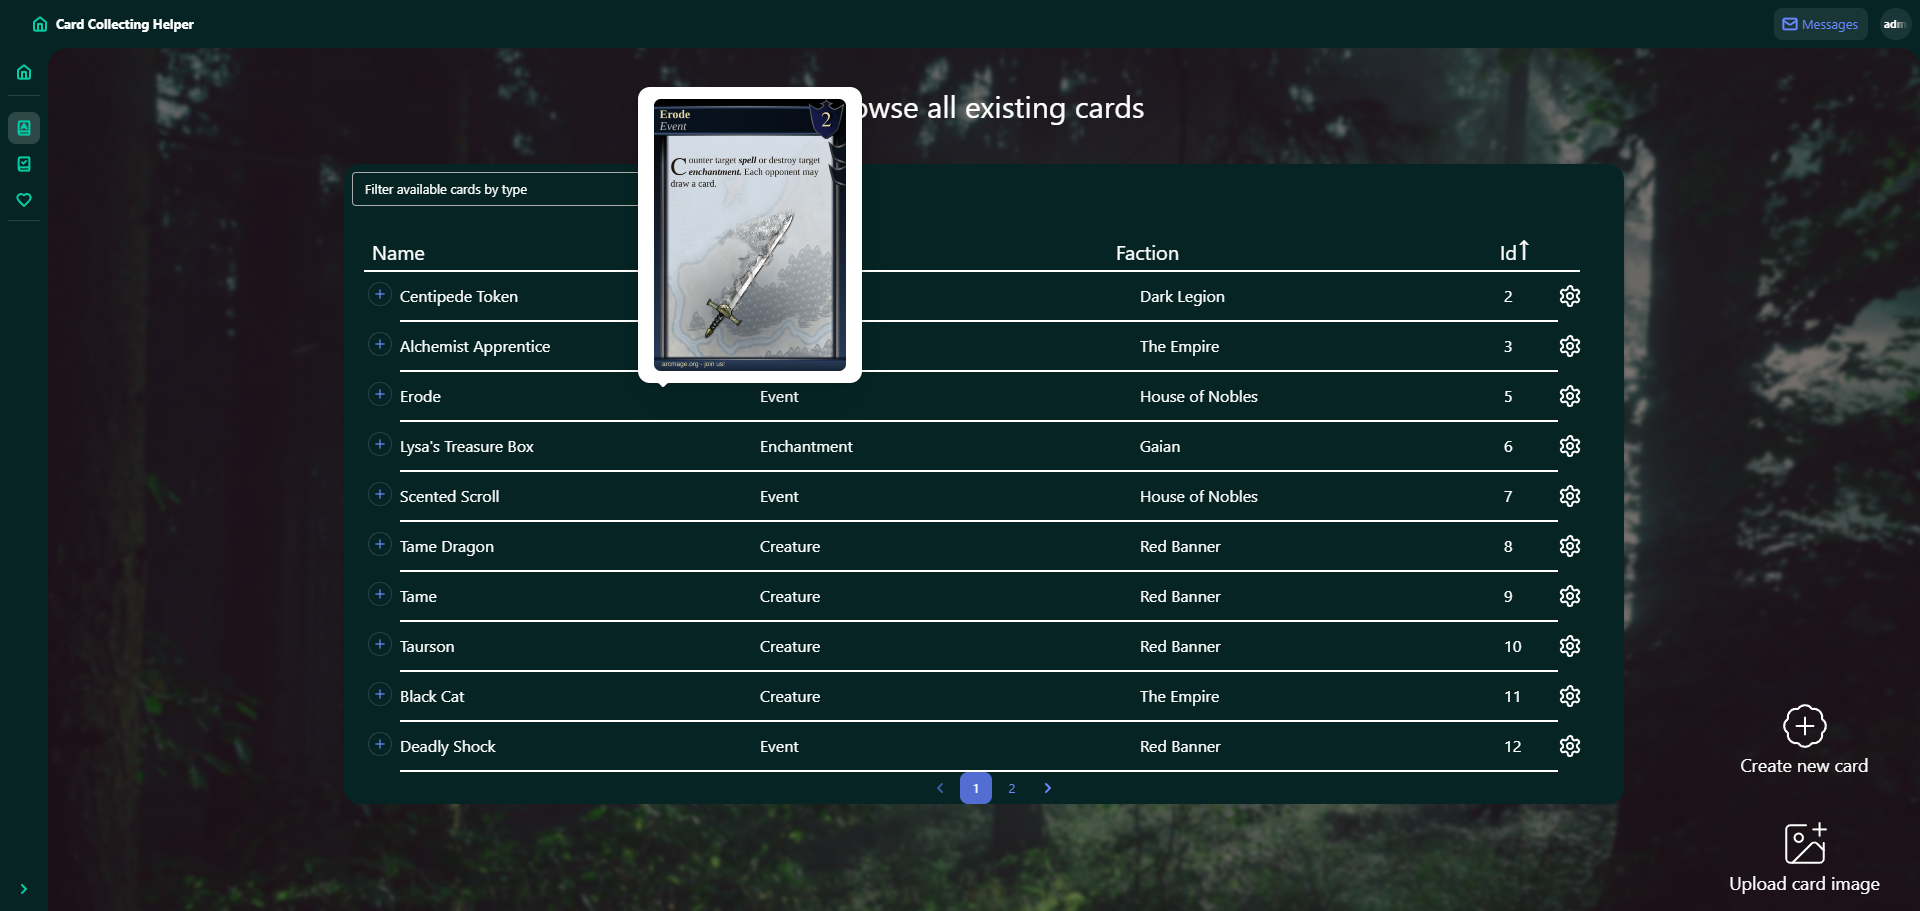 Card Collecting Helper
Messages
adm
owse all existing cards
Filter available cards by type
Erode
Event
2
Counter target spell or destroy target
enchantment. Each opponent may
draw a card.
arcmage.org - join us!
Name
Faction
Id
Centipede Token
Dark Legion
2
Alchemist Apprentice
The Empire
3
Erode
Event
House of Nobles
5
Lysa's Treasure Box
Enchantment
Gaian
6
Scented Scroll
Event
House of Nobles
7
Tame Dragon
Creature
Red Banner
8
Tame
Creature
Red Banner
9
Taurson
Creature
Red Banner
10
Black Cat
Creature
The Empire
11
Deadly Shock
Event
Red Banner
12
1
2
Create new card
Upload card image